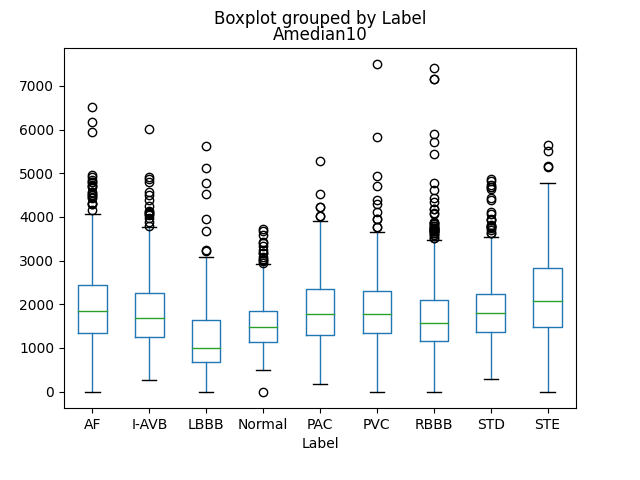 Boxplot grouped by Label
Amedian10
7000
6000
5000
4000
3000
2000
1000
0
AF I-AVB LBBB Normal PAC PVC RBBB STD STE
Label